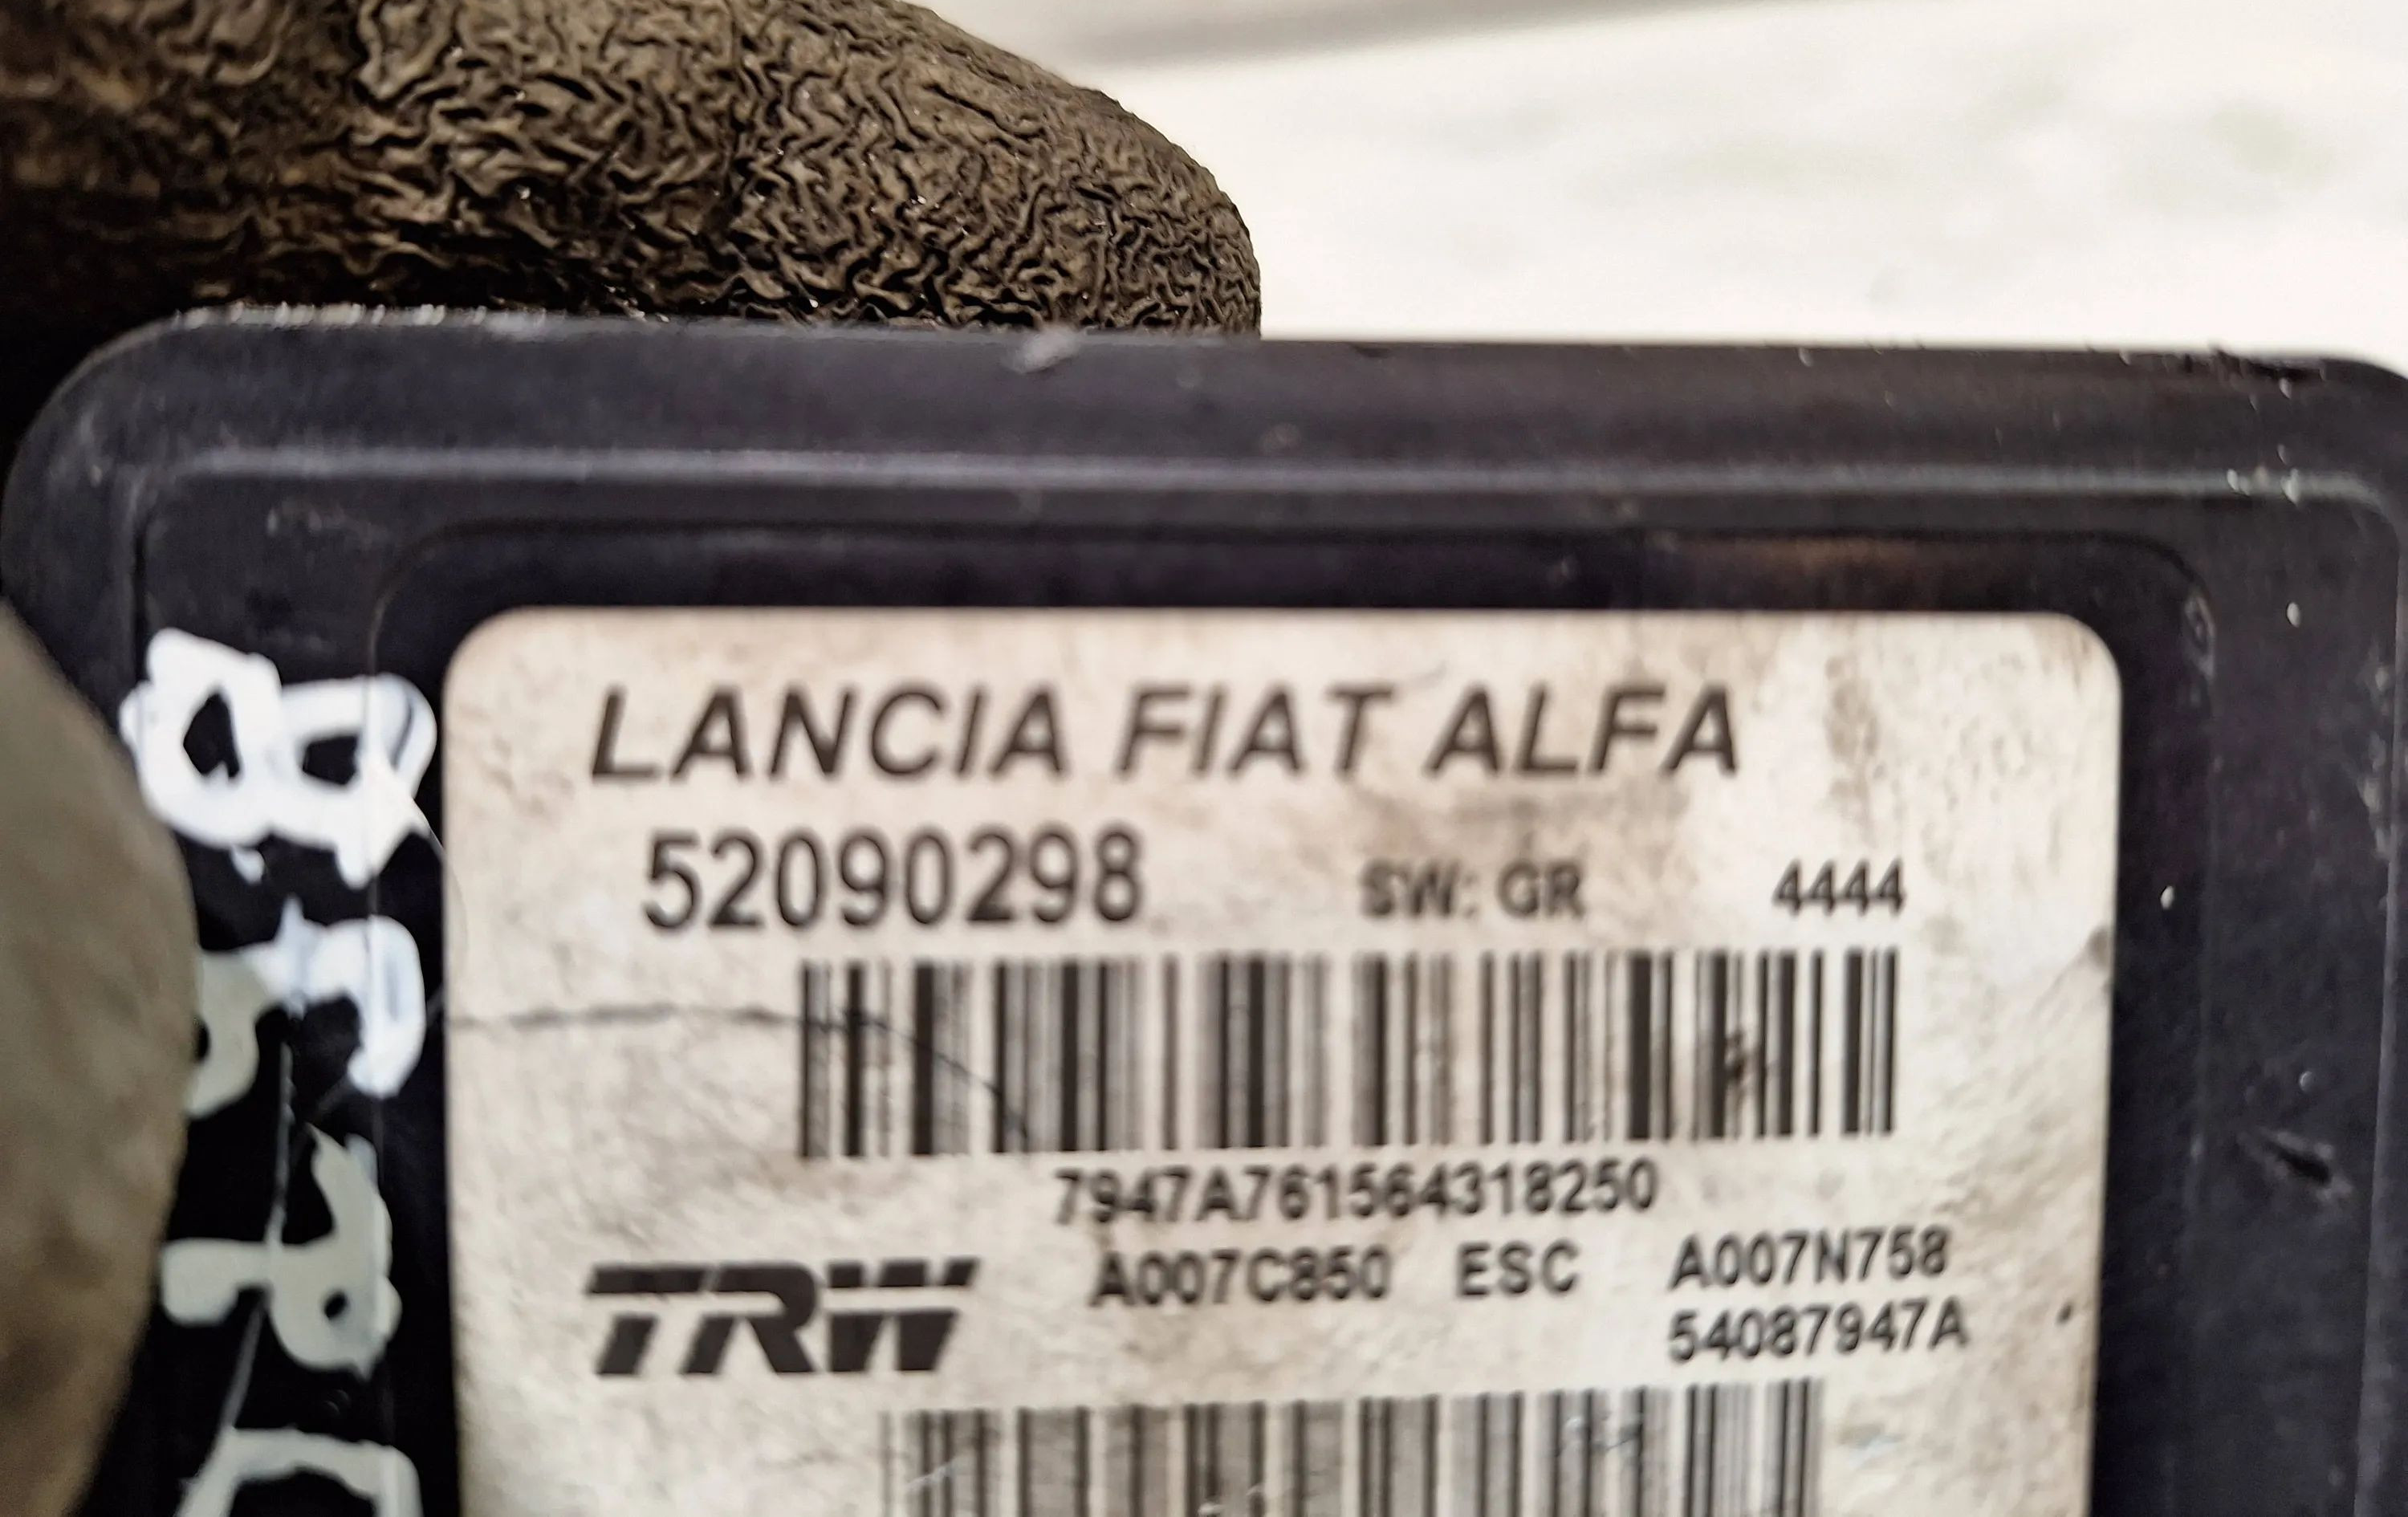 LANCIA FIAT ALFA
52090298 SW: GR 4444
7947A761564318250
TRW A007C850 ESC A007N758
54087947A